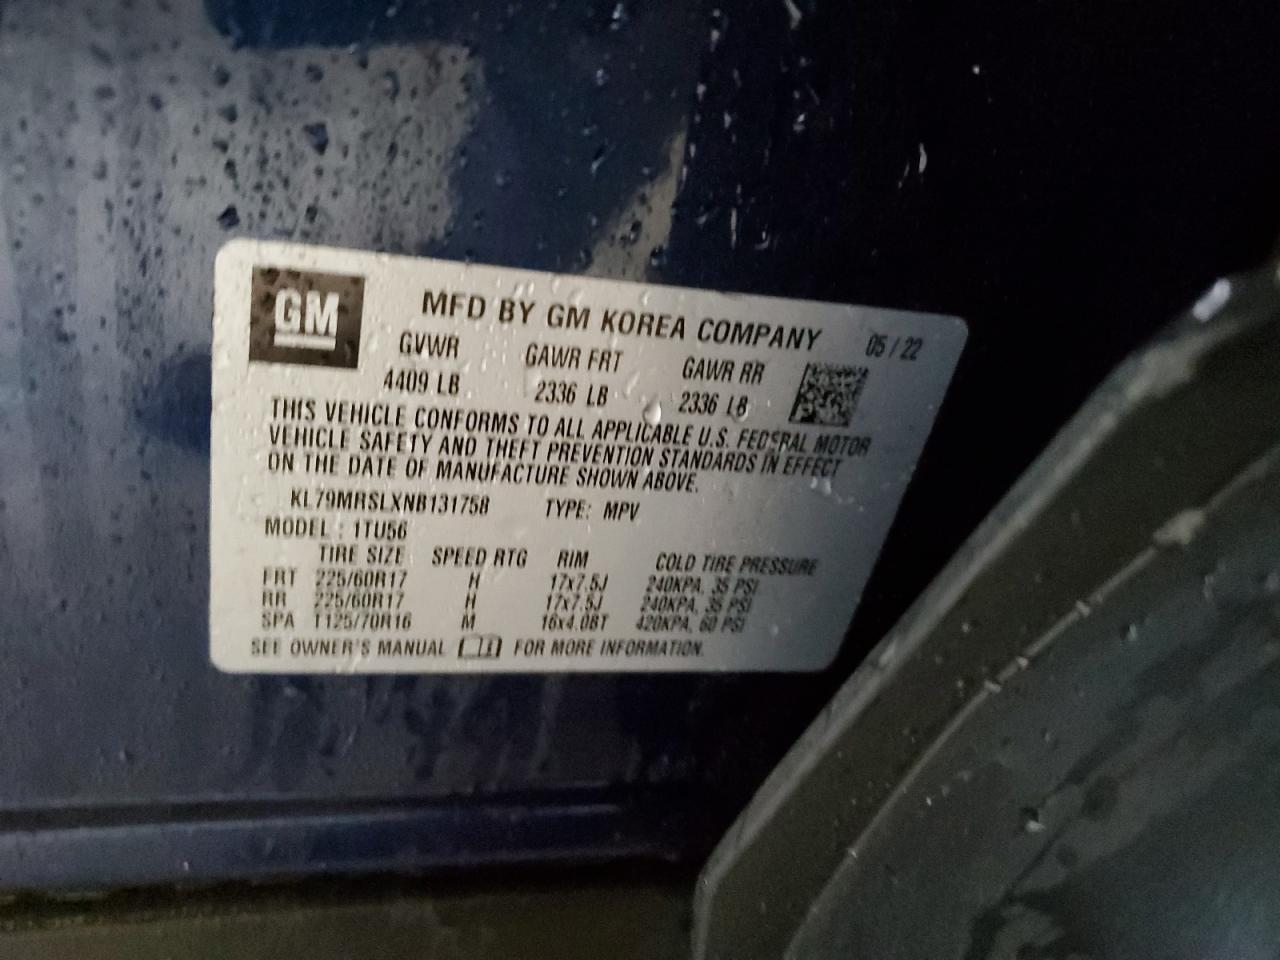 GM
MFD BY GM KOREA COMPANY 05/22
GVWR GAWR FRT GAWR RR
4409 LB 2336 LB 2336 LB
THIS VEHICLE CONFORMS TO ALL APPLICABLE U.S. FEDERAL MOTOR
VEHICLE SAFETY AND THEFT PREVENTION STANDARDS IN EFFECT
ON THE DATE OF MANUFACTURE SHOWN ABOVE.
KL79MRSLXNB131758 TYPE: MPV
MODEL : 1TU56
TIRE SIZE SPEED RTG RIM COLD TIRE PRESSURE
FRT 225/60R17 H 17x7.5J 240KPA, 35 PSI
RR 225/60R17 H 17x7.5J 240KPA, 35 PSI
SPA T125/70R16 M 16x4.0BT 420KPA, 60 PSI
SEE OWNER'S MANUAL FOR MORE INFORMATION.